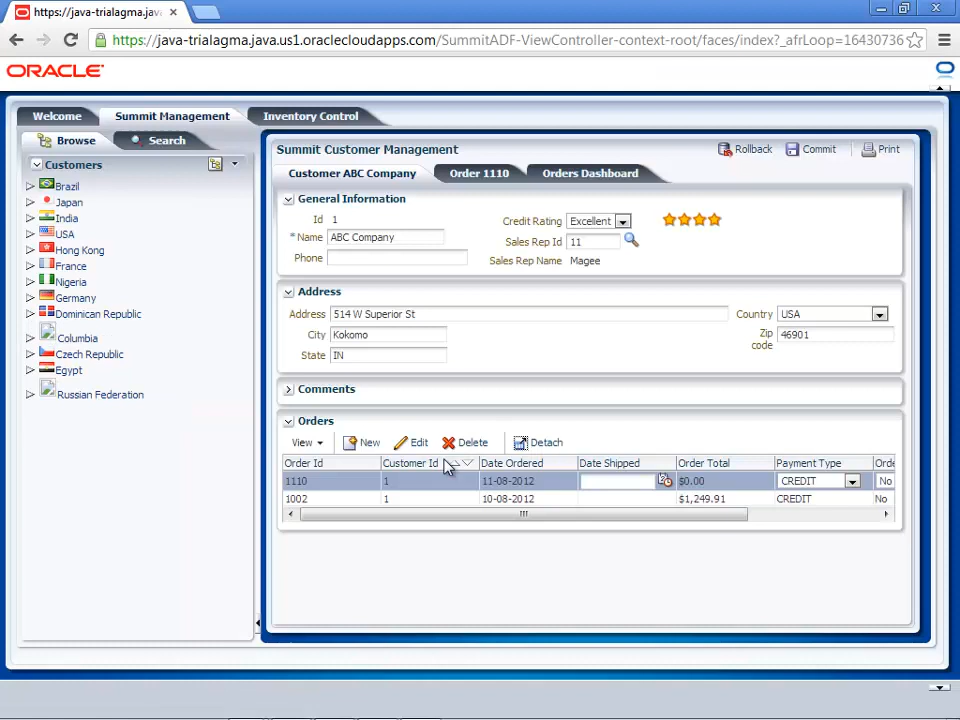 https://java-trialagma.jav
https://java-trialagma.java.us1.oraclecloudapps.com/SummitADF-ViewController-context-root/faces/index?_afrLoop=16430736
ORACLE
Welcome
Summit Management
Inventory Control
Browse
Search
Customers
Brazil
Japan
India
USA
Hong Kong
France
Nigeria
Germany
Dominican Republic
Columbia
Czech Republic
Egypt
Russian Federation
Summit Customer Management
Rollback
Commit
Print
Customer ABC Company
Order 1110
Orders Dashboard
General Information
Id 1
* Name ABC Company
Phone
Credit Rating Excellent
Sales Rep Id 11
Sales Rep Name Magee
Address
Address 514 W Superior St
City Kokomo
State IN
Country USA
Zip code 46901
Comments
Orders
View New Edit Delete Detach
Order Id Customer Id Date Ordered Date Shipped Order Total Payment Type Orde
1110 1 11-08-2012 $0.00 CREDIT No
1002 1 10-08-2012 $1,249.91 CREDIT No